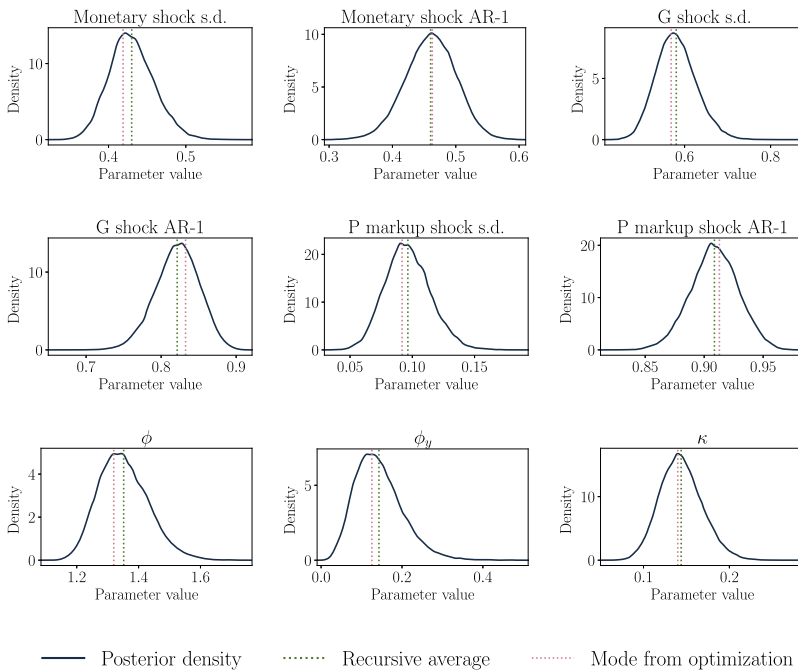 Monetary shock s.d.
Density
10
0
0.4 0.5
Parameter value
Monetary shock AR-1
Density
10
5
0
0.3 0.4 0.5 0.6
Parameter value
G shock s.d.
Density
5
0
0.6 0.8
Parameter value
G shock AR-1
Density
10
0
0.7 0.8 0.9
Parameter value
P markup shock s.d.
Density
20
10
0
0.05 0.10 0.15
Parameter value
P markup shock AR-1
Density
20
10
0
0.85 0.90 0.95
Parameter value
ϕ
Density
4
2
0
1.2 1.4 1.6
Parameter value
ϕ_y
Density
5
0
0.0 0.2 0.4
Parameter value
κ
Density
10
0
0.1 0.2
Parameter value
Posterior density Recursive average Mode from optimization